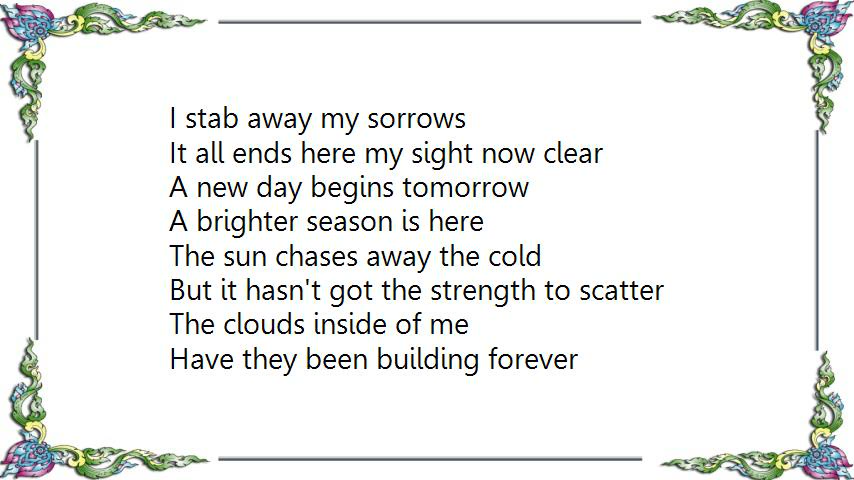 I stab away my sorrows
It all ends here my sight now clear
A new day begins tomorrow
A brighter season is here
The sun chases away the cold
But it hasn't got the strength to scatter
The clouds inside of me
Have they been building forever